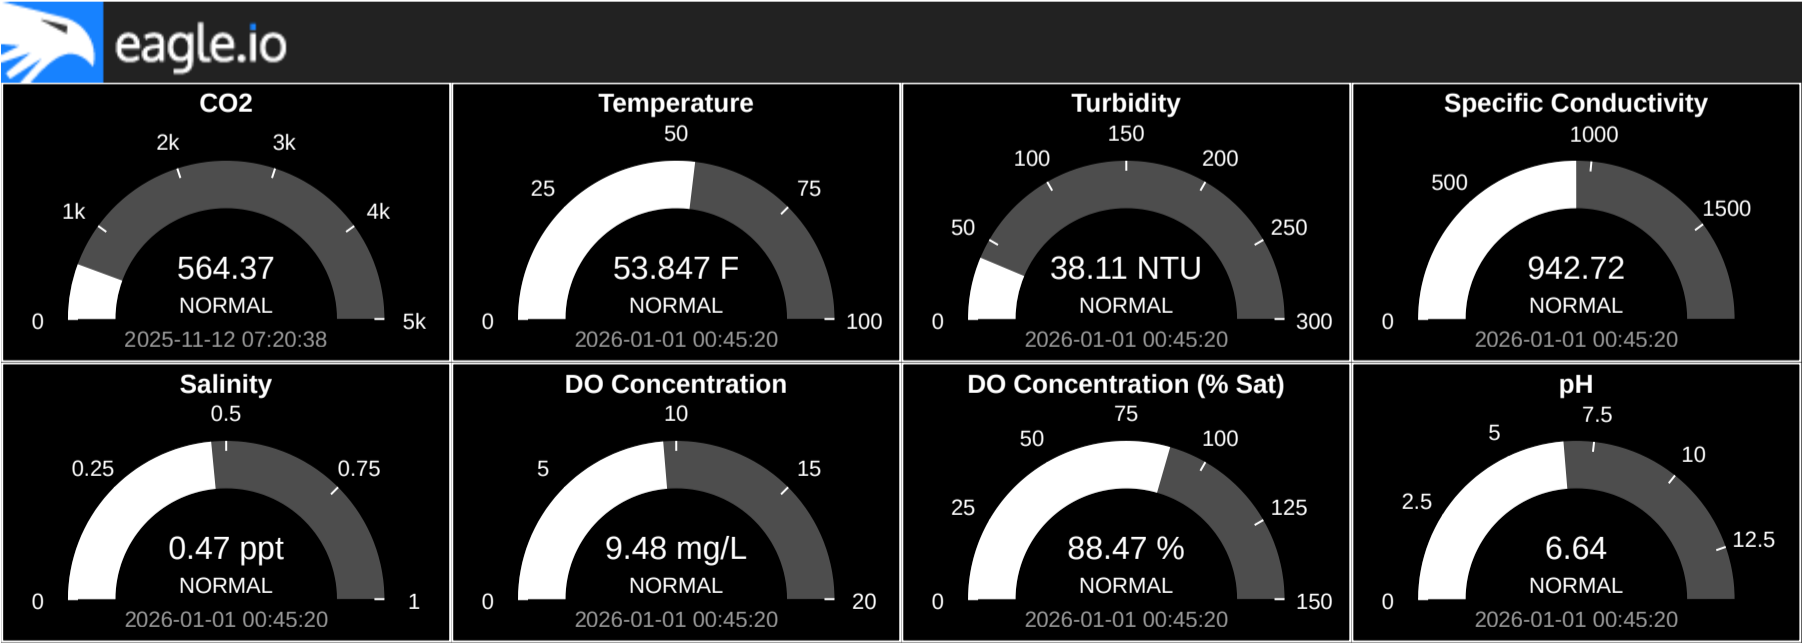 eagle.io
CO2
2k 3k
1k 4k
564.37
NORMAL
0 5k
2025-11-12 07:20:38
Temperature
50
25 75
53.847 F
NORMAL
0 100
2026-01-01 00:45:20
Turbidity
150
100 200
50 250
38.11 NTU
NORMAL
0 300
2026-01-01 00:45:20
Specific Conductivity
1000
500 1500
942.72
NORMAL
0
2026-01-01 00:45:20
Salinity
0.5
0.25 0.75
0.47 ppt
NORMAL
0 1
2026-01-01 00:45:20
DO Concentration
10
5 15
9.48 mg/L
NORMAL
0 20
2026-01-01 00:45:20
DO Concentration (% Sat)
75
50 100
25 125
88.47 %
NORMAL
0 150
2026-01-01 00:45:20
pH
7.5
5 10
2.5 12.5
6.64
NORMAL
0
2026-01-01 00:45:20